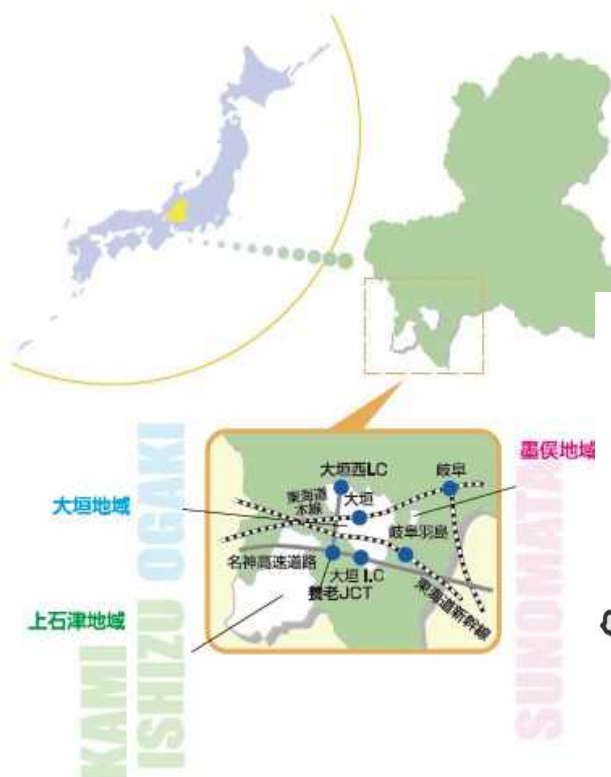 墨俣地域
SUNOMATA
大垣地域
OGAKI
上石津地域
KAMI
ISHIZU
大垣西I.C
岐阜
東海道
本線
大垣
岐阜羽島
名神高速道路
大垣 I.C
養老JCT
東海道新幹線